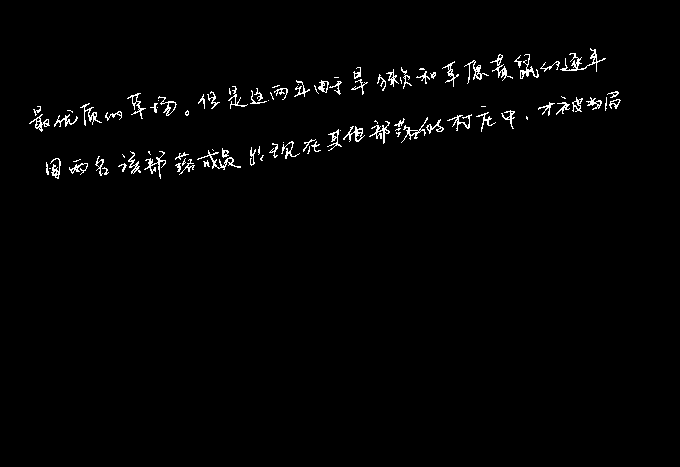 最优质的草场。但是这两年由于旱獭和草原黄鼠的逐年
因两名该部落成员出现在其他部落的村庄中，才被当局